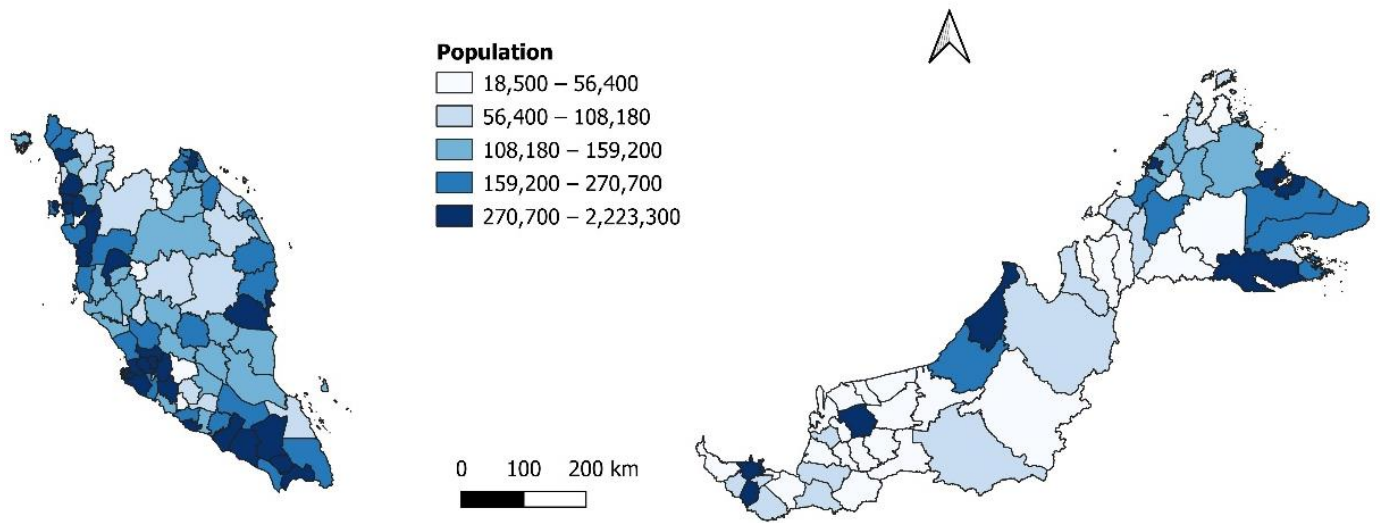 Population
18,500 – 56,400
56,400 – 108,180
108,180 – 159,200
159,200 – 270,700
270,700 – 2,223,300
0 100 200 km